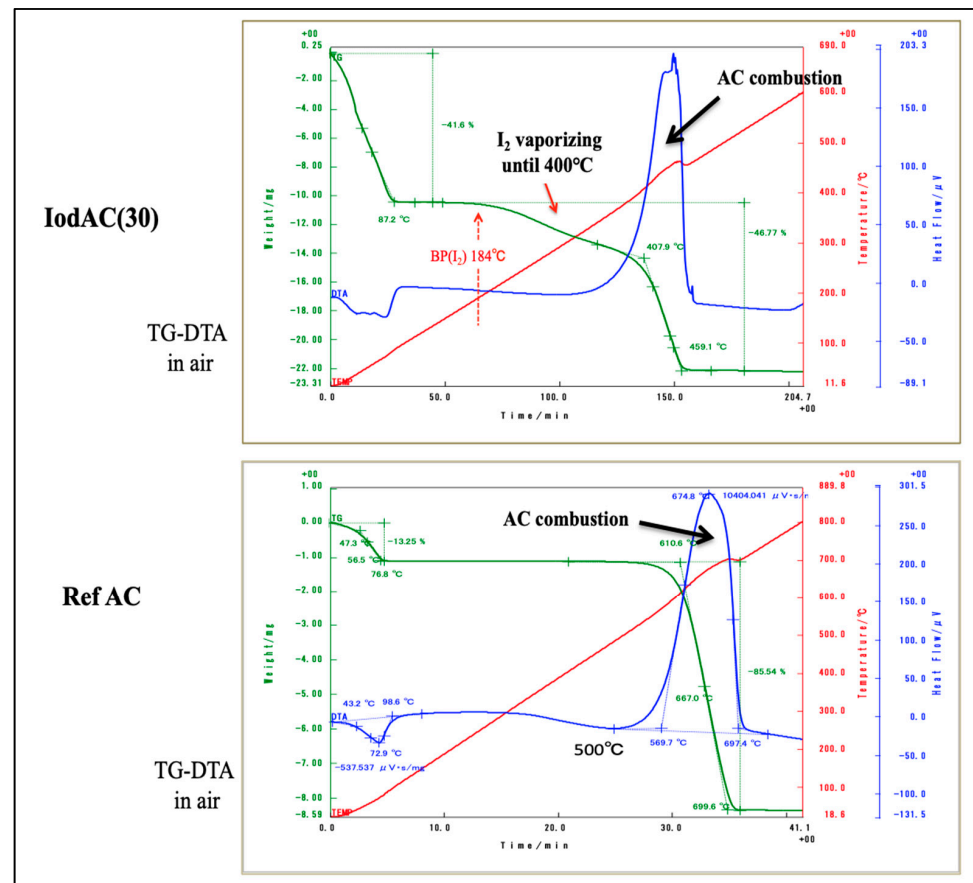 IodAC(30)
TG-DTA
in air
+00
0.25
-2.00
-4.00
-6.00
-8.00
-10.00
-12.00
-14.00
-16.00
-18.00
-20.00
-22.00
-23.31
Weight/mg
TG
DTA
TEMP
-41.6 %
87.2 °C
I2 vaporizing
until 400°C
BP(I2) 184°C
AC combustion
407.9 °C
459.1 °C
-46.77 %
0.0
50.0
100.0
150.0
204.7
+00
Time/min
+00
690.0
600.0
500.0
400.0
300.0
200.0
100.0
11.6
+00
Temperature/℃
+00
203.3
150.0
100.0
50.0
0.0
-50.0
-89.1
+00
Heat Flow/μV
Ref AC
TG-DTA
in air
+00
1.00
0.00
-1.00
-2.00
-3.00
-4.00
-5.00
-6.00
-7.00
-8.00
-8.59
Weight/mg
TG
DTA
TEMP
47.3 °C
-13.25 %
56.5 °C
76.8 °C
AC combustion
674.8 °C
10404.041 μV·s/m
610.6 °C
-85.54 %
667.0 °C
43.2 °C
98.6 °C
72.9 °C
-537.537 μV·s/mg
500℃
569.7 °C
697.4 °C
699.6 °C
0.0
10.0
20.0
30.0
41.1
+00
Time/min
+00
889.8
800.0
700.0
600.0
500.0
400.0
300.0
200.0
100.0
18.6
+00
Temperature/℃
+00
301.5
250.0
200.0
150.0
100.0
50.0
0.0
-50.0
-100.0
-131.5
+00
Heat Flow/μV